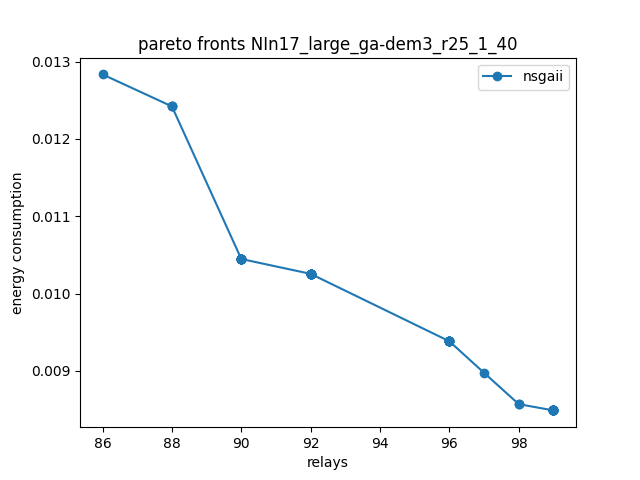 pareto fronts NIn17_large_ga-dem3_r25_1_40
nsgaii
energy consumption
0.013
0.012
0.011
0.010
0.009
86 88 90 92 94 96 98
relays